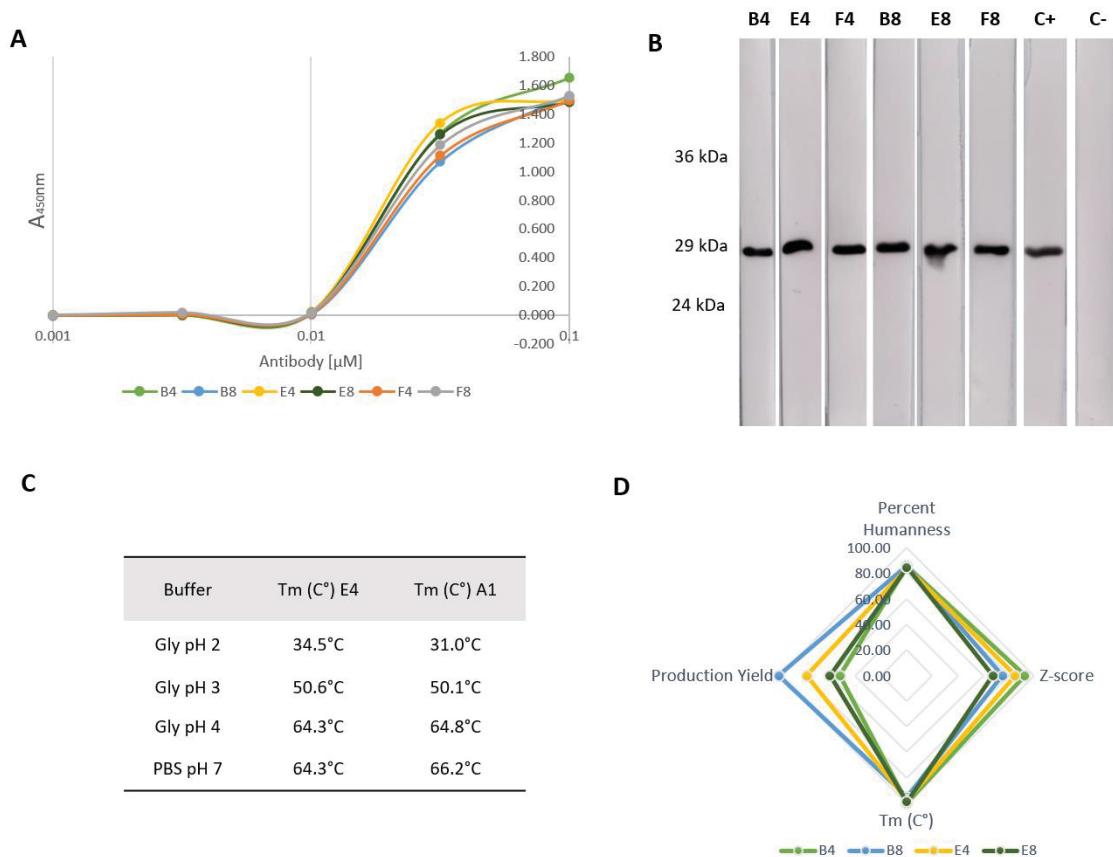 A
1.800
1.600
1.400
1.200
1.000
0.800
0.600
0.400
0.200
0.000
-0.200
A450nm
0.001
0.01
0.1
Antibody [µM]
B4 B8 E4 E8 F4 F8
B
B4 E4 F4 B8 E8 F8 C+ C-
36 kDa
29 kDa
24 kDa
C
Buffer Tm (C°) E4 Tm (C°) A1
Gly pH 2 34.5°C 31.0°C
Gly pH 3 50.6°C 50.1°C
Gly pH 4 64.3°C 64.8°C
PBS pH 7 64.3°C 66.2°C
D
Percent
Humanness
100.00
80.00
60.00
40.00
20.00
0.00
Production Yield
Z-score
Tm (C°)
B4 B8 E4 E8